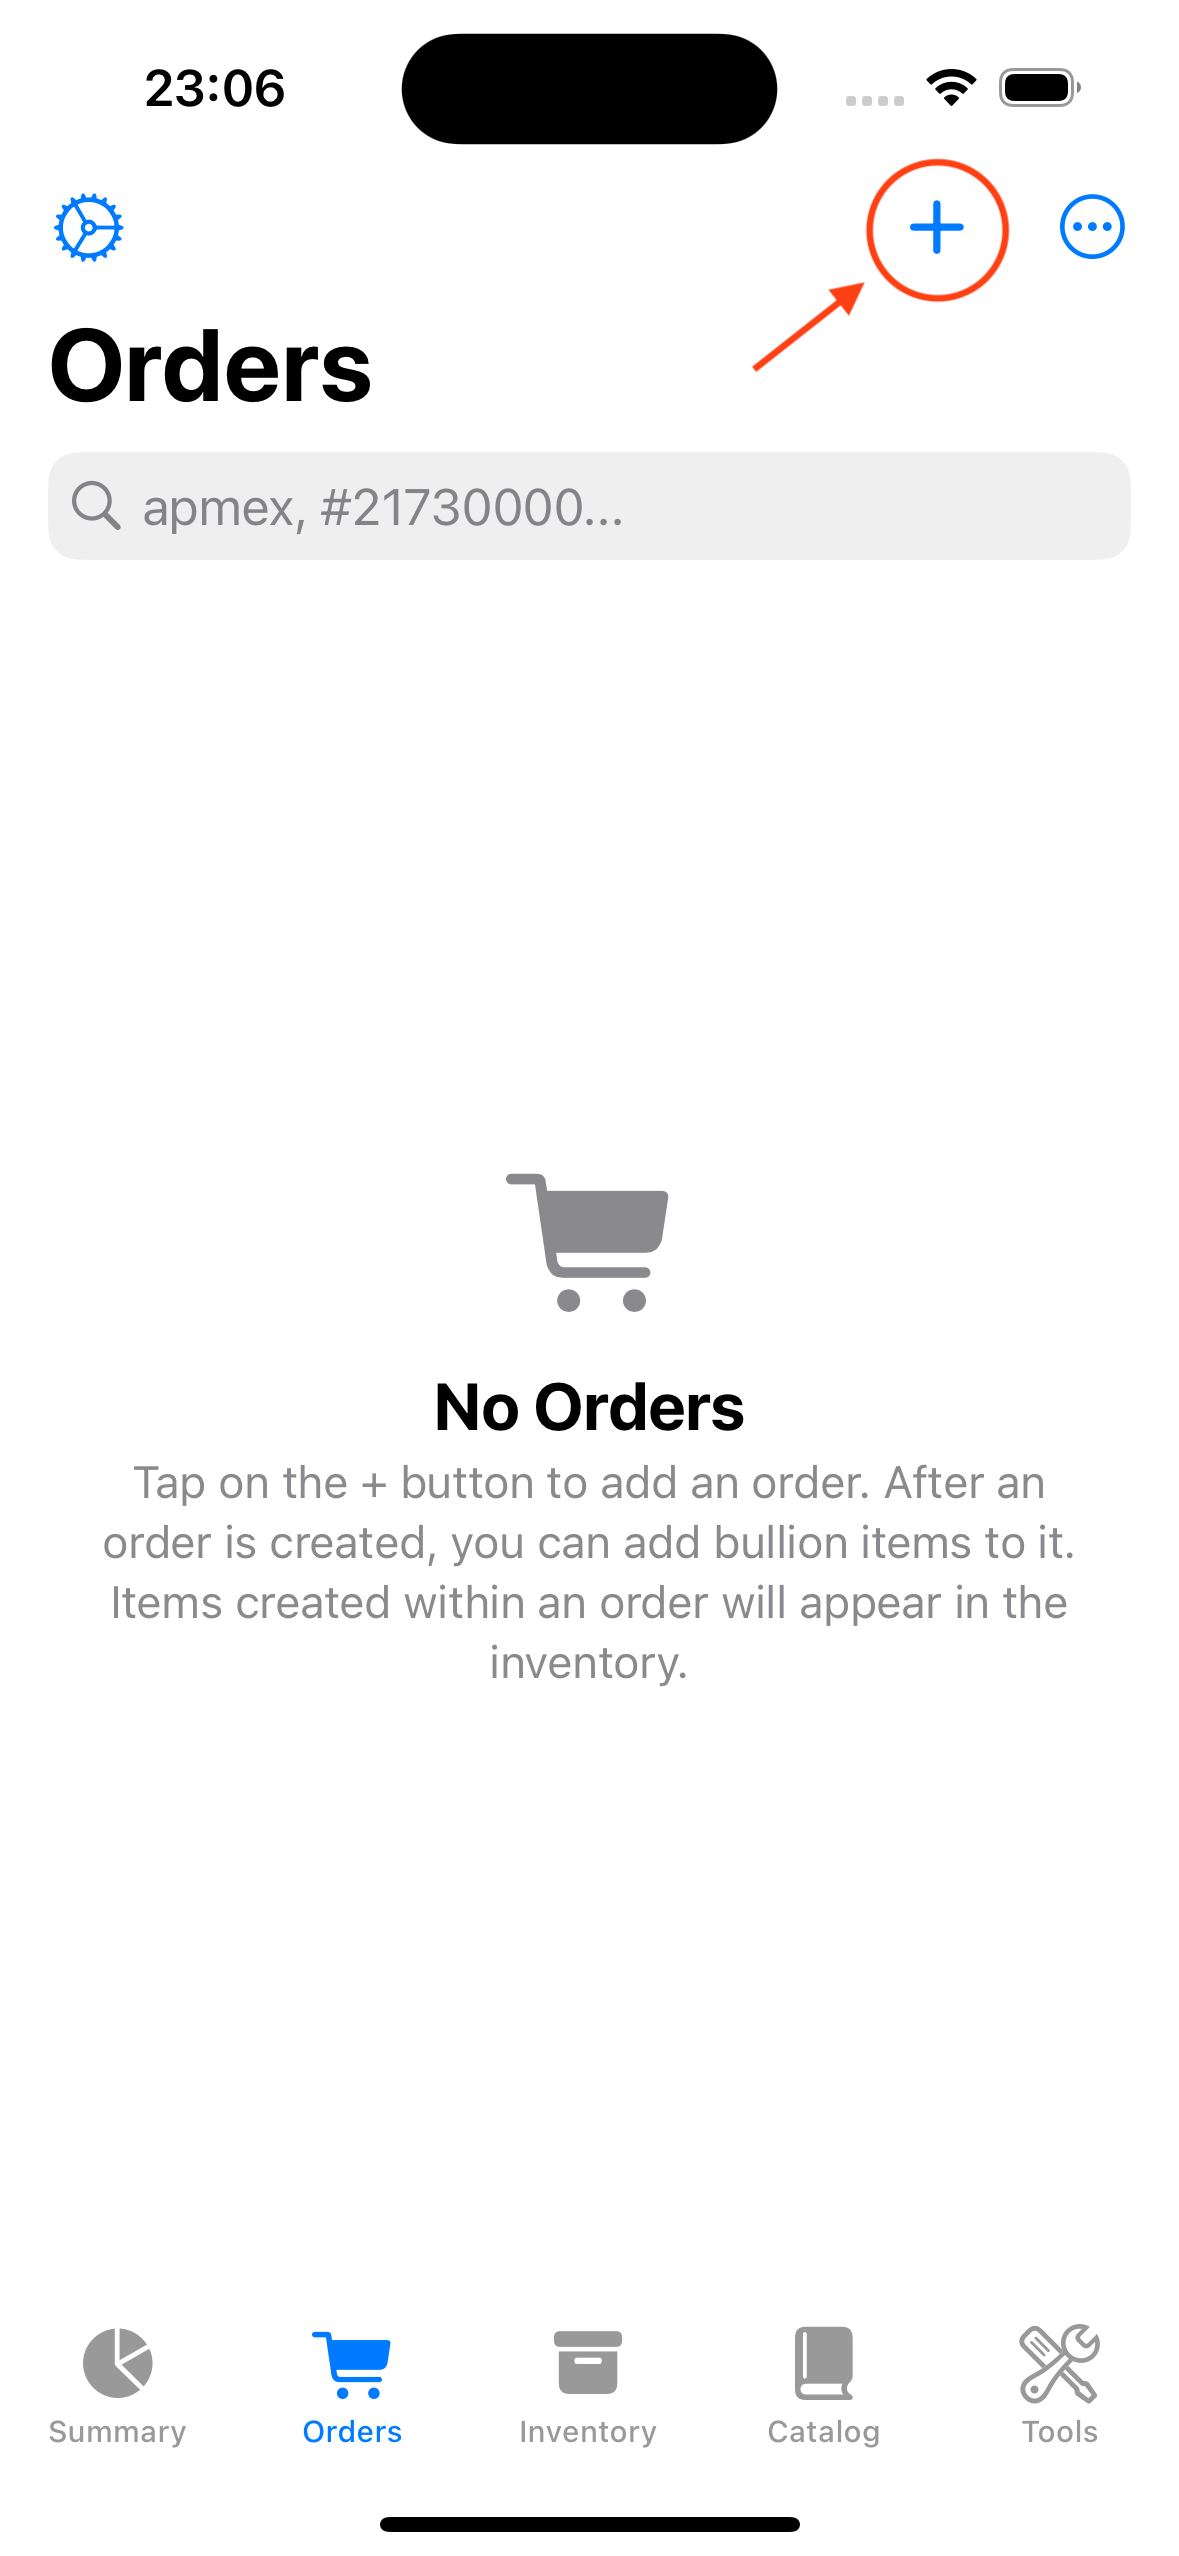 23:06
Orders
apmex, #21730000...
No Orders
Tap on the + button to add an order. After an
order is created, you can add bullion items to it.
Items created within an order will appear in the
inventory.
Summary
Orders
Inventory
Catalog
Tools